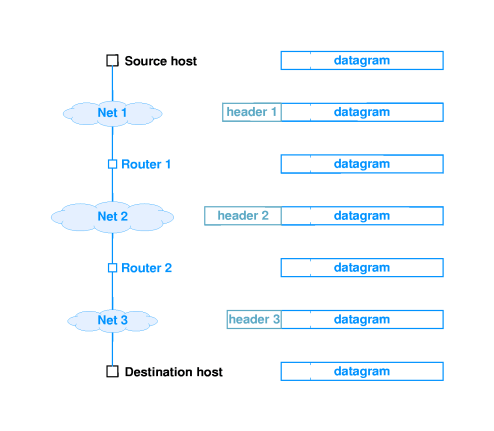 Source host datagram
Net 1 header 1 datagram
Router 1 datagram
Net 2 header 2 datagram
Router 2 datagram
Net 3 header 3 datagram
Destination host datagram